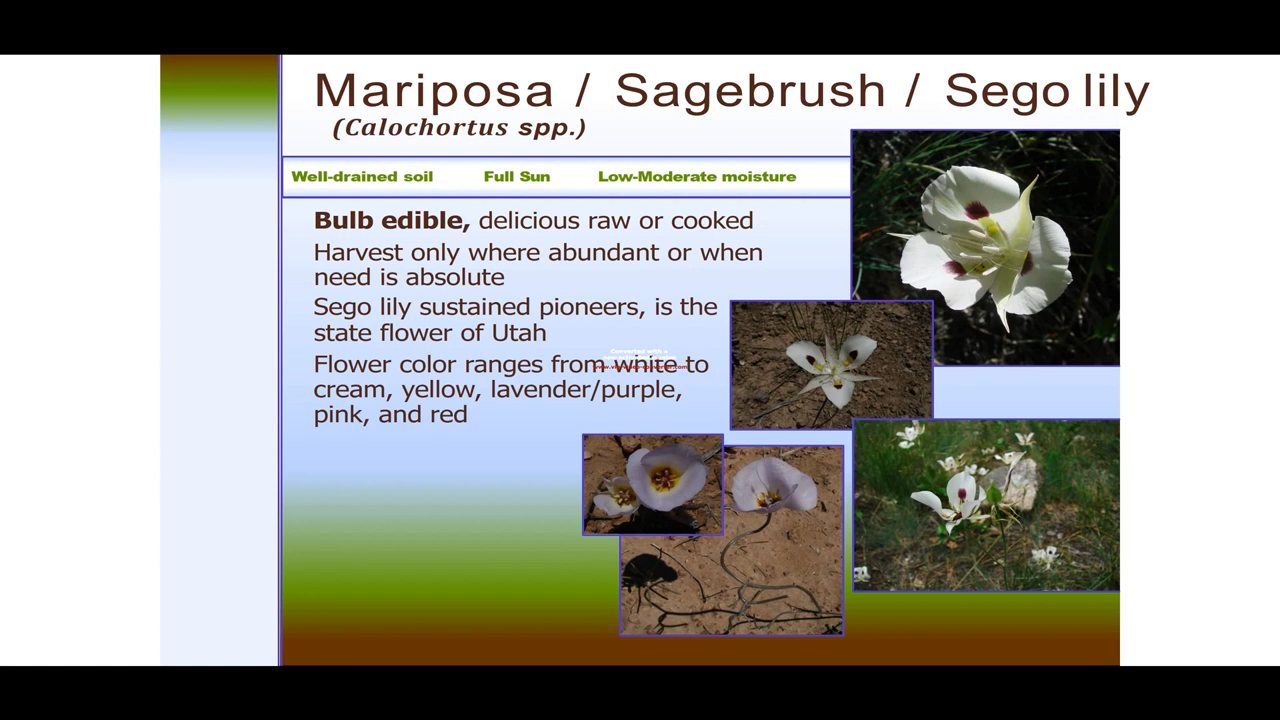 Mariposa / Sagebrush / Sego lily
(Calochortus spp.)
Well-drained soil Full Sun Low-Moderate moisture
Bulb edible, delicious raw or cooked
Harvest only where abundant or when
need is absolute
Sego lily sustained pioneers, is the
state flower of Utah
Flower color ranges from white to
cream, yellow, lavender/purple,
pink, and red
Converted with a